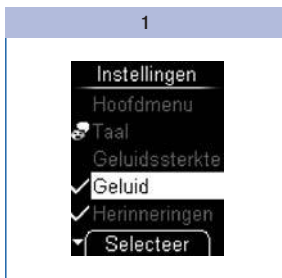 1
Instellingen
Hoofdmenu
Taal
Geluidssterkte
Geluid
Herinneringen
Selecteer